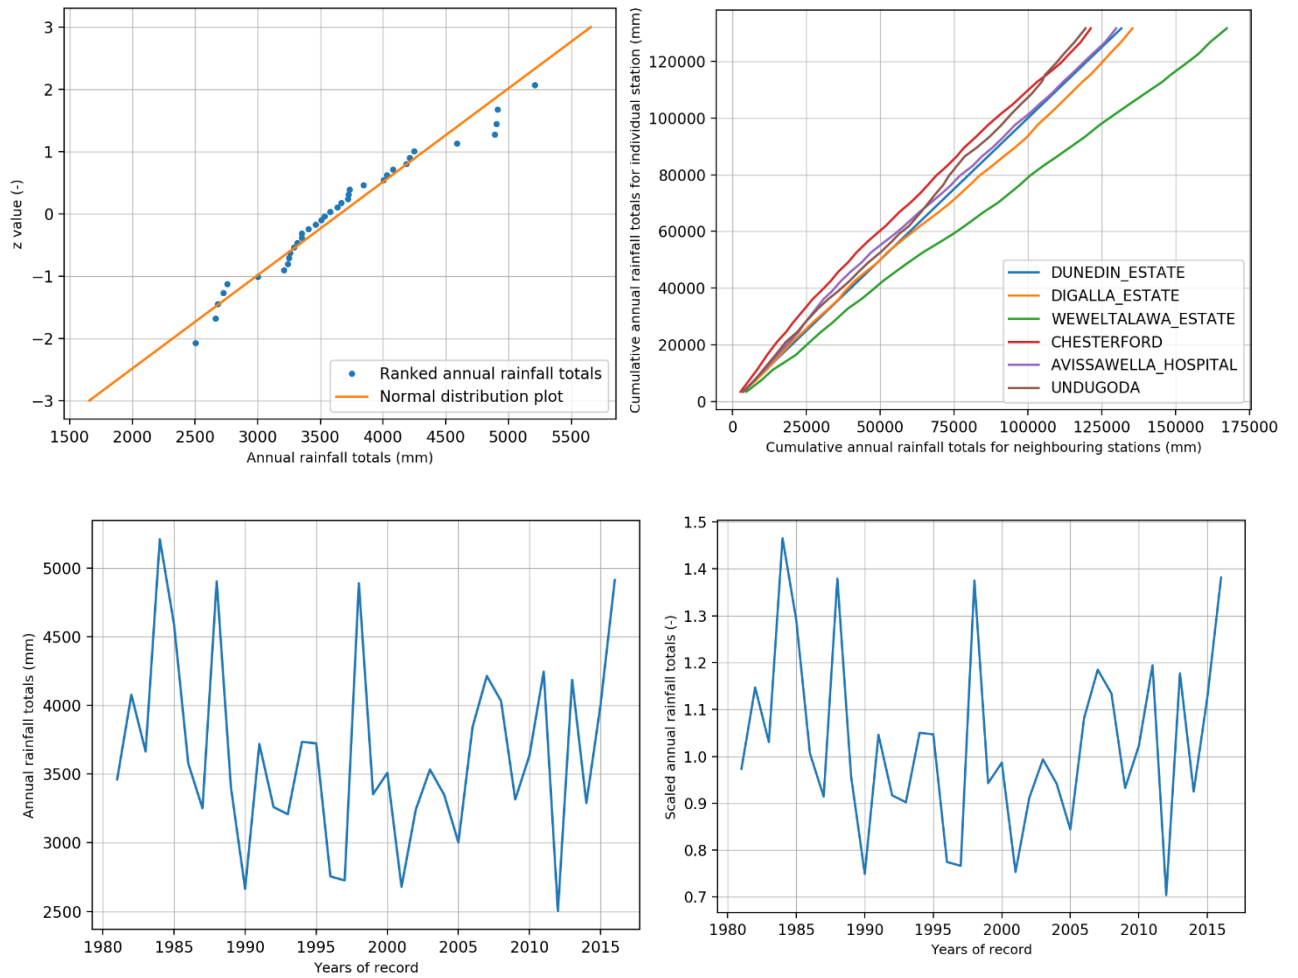 3
2
1
0
−1
−2
−3
z value (-)
Ranked annual rainfall totals
Normal distribution plot
1500 2000 2500 3000 3500 4000 4500 5000 5500
Annual rainfall totals (mm)
Cumulative annual rainfall totals for individual station (mm)
120000
100000
80000
60000
40000
20000
0
DUNEDIN_ESTATE
DIGALLA_ESTATE
WEWELTALAWA_ESTATE
CHESTERFORD
AVISSAWELLA_HOSPITAL
UNDUGODA
0 25000 50000 75000 100000 125000 150000 175000
Cumulative annual rainfall totals for neighbouring stations (mm)
5000
4500
4000
3500
3000
2500
Annual rainfall totals (mm)
1980 1985 1990 1995 2000 2005 2010 2015
Years of record
1.5
1.4
1.3
1.2
1.1
1.0
0.9
0.8
0.7
Scaled annual rainfall totals (-)
1980 1985 1990 1995 2000 2005 2010 2015
Years of record